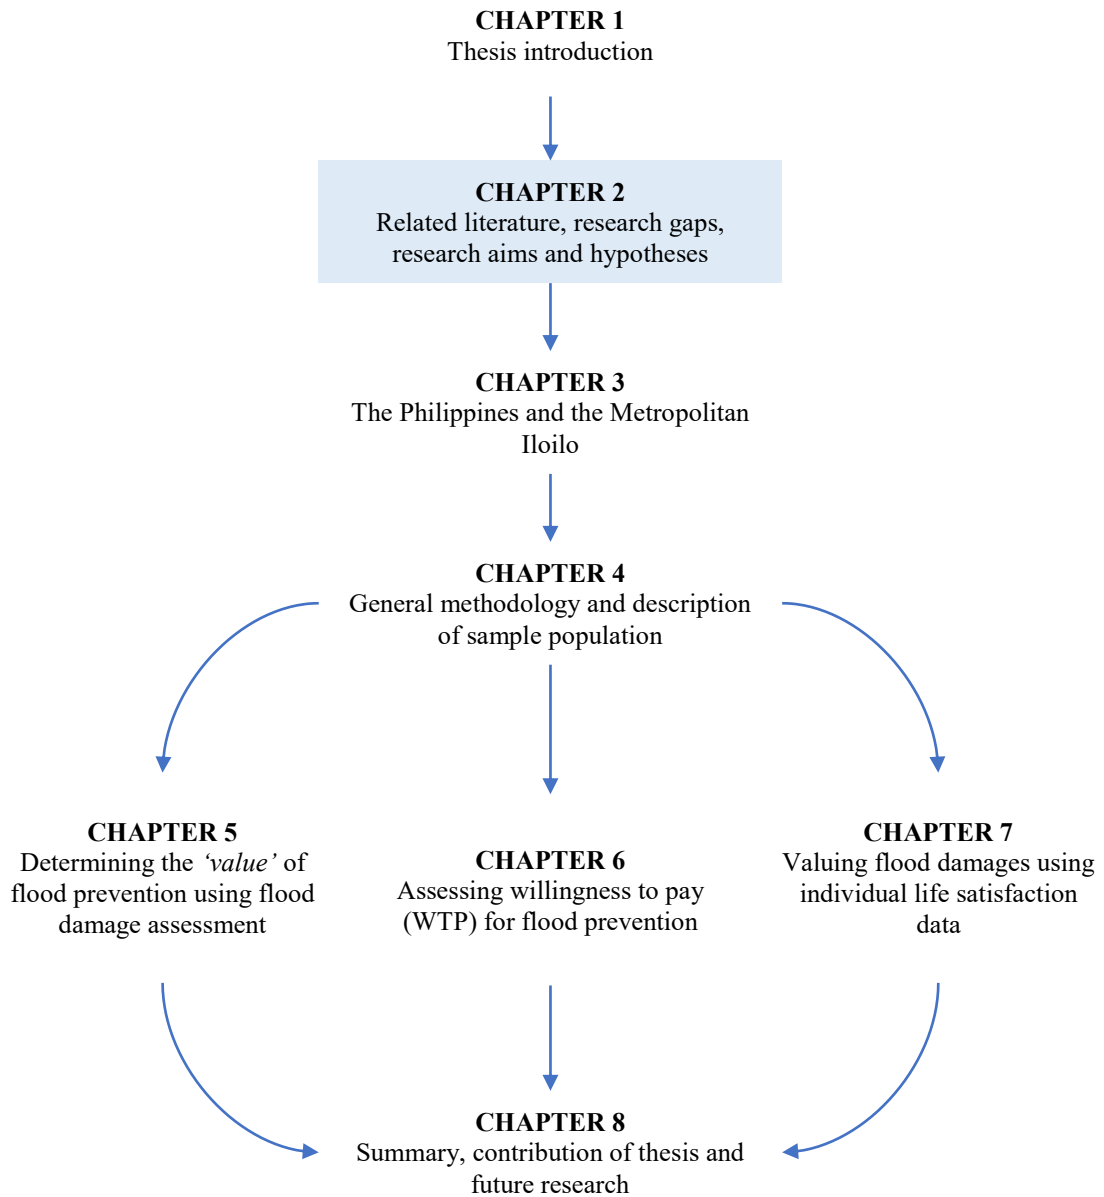 CHAPTER 1
Thesis introduction
CHAPTER 2
Related literature, research gaps,
research aims and hypotheses
CHAPTER 3
The Philippines and the Metropolitan
Iloilo
CHAPTER 4
General methodology and description
of sample population
CHAPTER 5
Determining the ‘value’ of
flood prevention using flood
damage assessment
CHAPTER 6
Assessing willingness to pay
(WTP) for flood prevention
CHAPTER 7
Valuing flood damages using
individual life satisfaction
data
CHAPTER 8
Summary, contribution of thesis and
future research